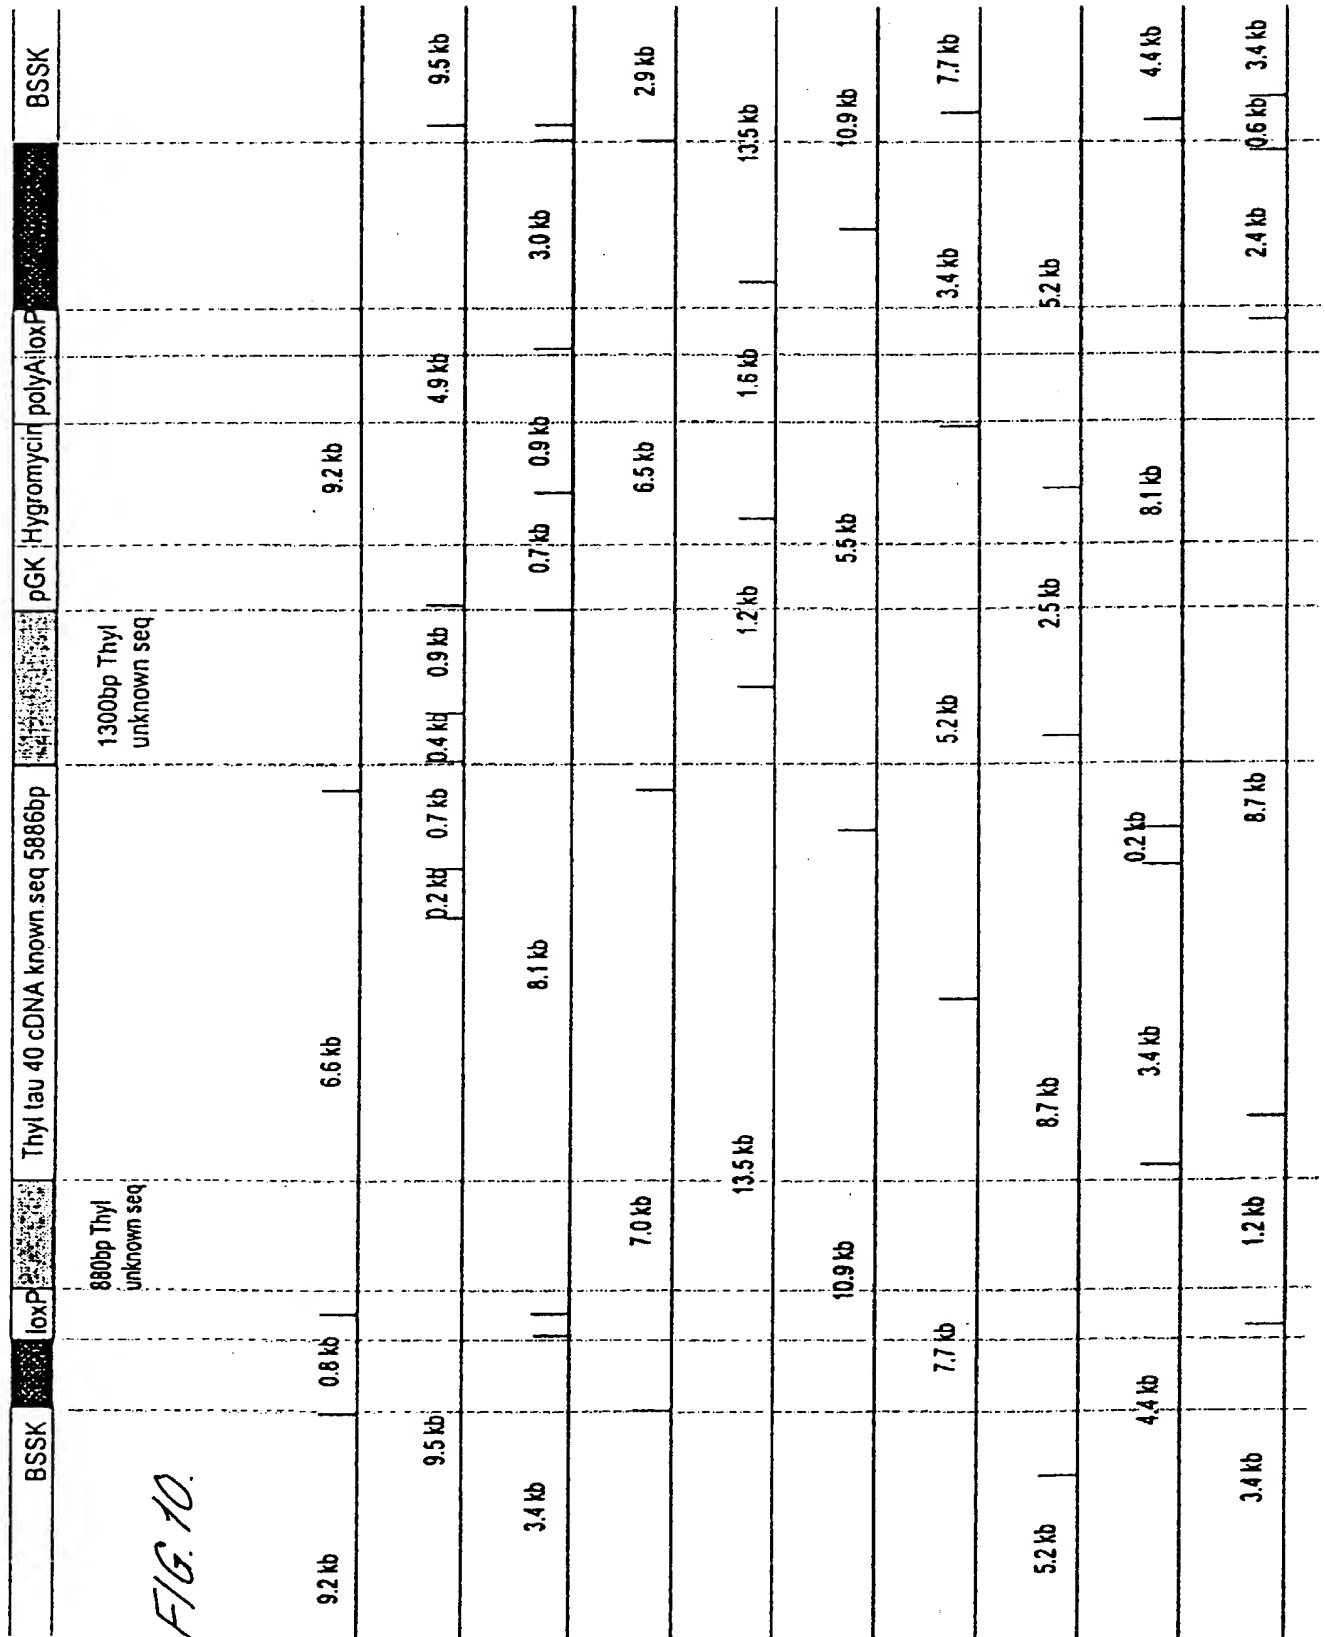 BSSK loxP Thyl tau 40 cDNA known seq 5886bp pGK Hygromycin polyA loxP BSSK
880bp Thyl
unknown seq
1300bp Thyl
unknown seq
FIG. 10.
9.2 kb 0.8 kb 6.6 kb 9.2 kb
9.5 kb 0.2 kb 0.7 kb 0.4 kb 0.9 kb 4.9 kb 9.5 kb
3.4 kb 8.1 kb 0.7 kb 0.9 kb 3.0 kb
7.0 kb 6.5 kb 2.9 kb
13.5 kb 1.2 kb 1.6 kb 13.5 kb
10.9 kb 5.5 kb 10.9 kb
7.7 kb 5.2 kb 3.4 kb 7.7 kb
5.2 kb 8.7 kb 2.5 kb 5.2 kb
4.4 kb 3.4 kb 0.2 kb 8.1 kb 4.4 kb
3.4 kb 1.2 kb 8.7 kb 2.4 kb 0.6 kb 3.4 kb